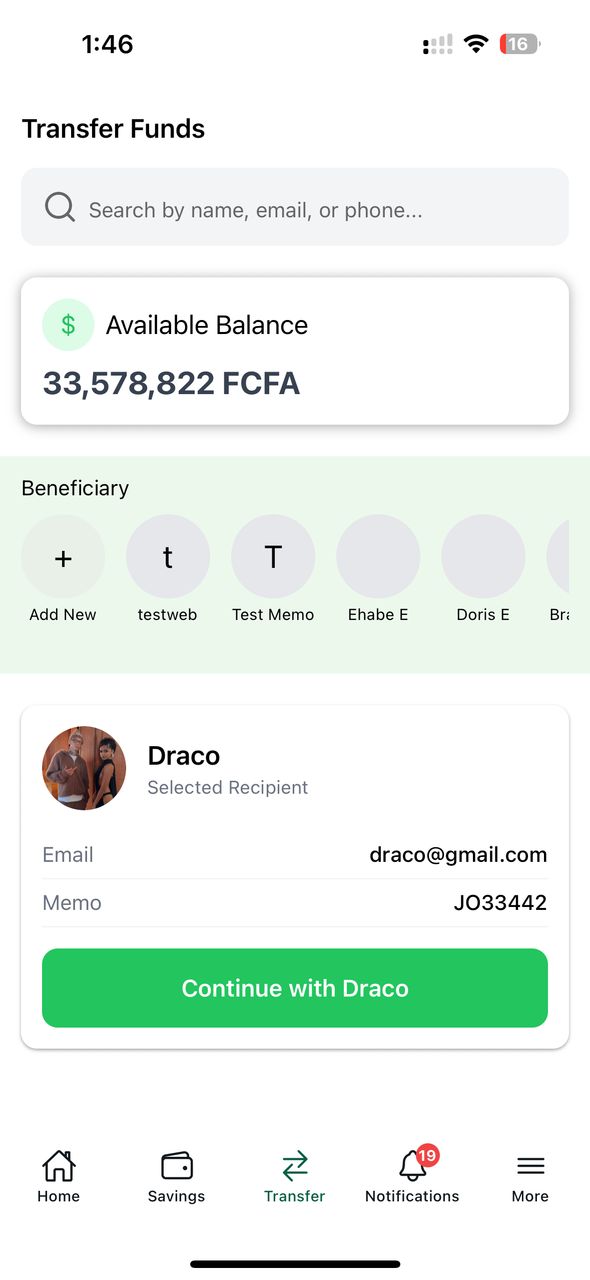 1:46
16
Transfer Funds
Search by name, email, or phone...
$ Available Balance
33,578,822 FCFA
Beneficiary
+ t T
Add New testweb Test Memo Ehabe E Doris E
Draco
Selected Recipient
Email draco@gmail.com
Memo JO33442
Continue with Draco
19
Home Savings Transfer Notifications More